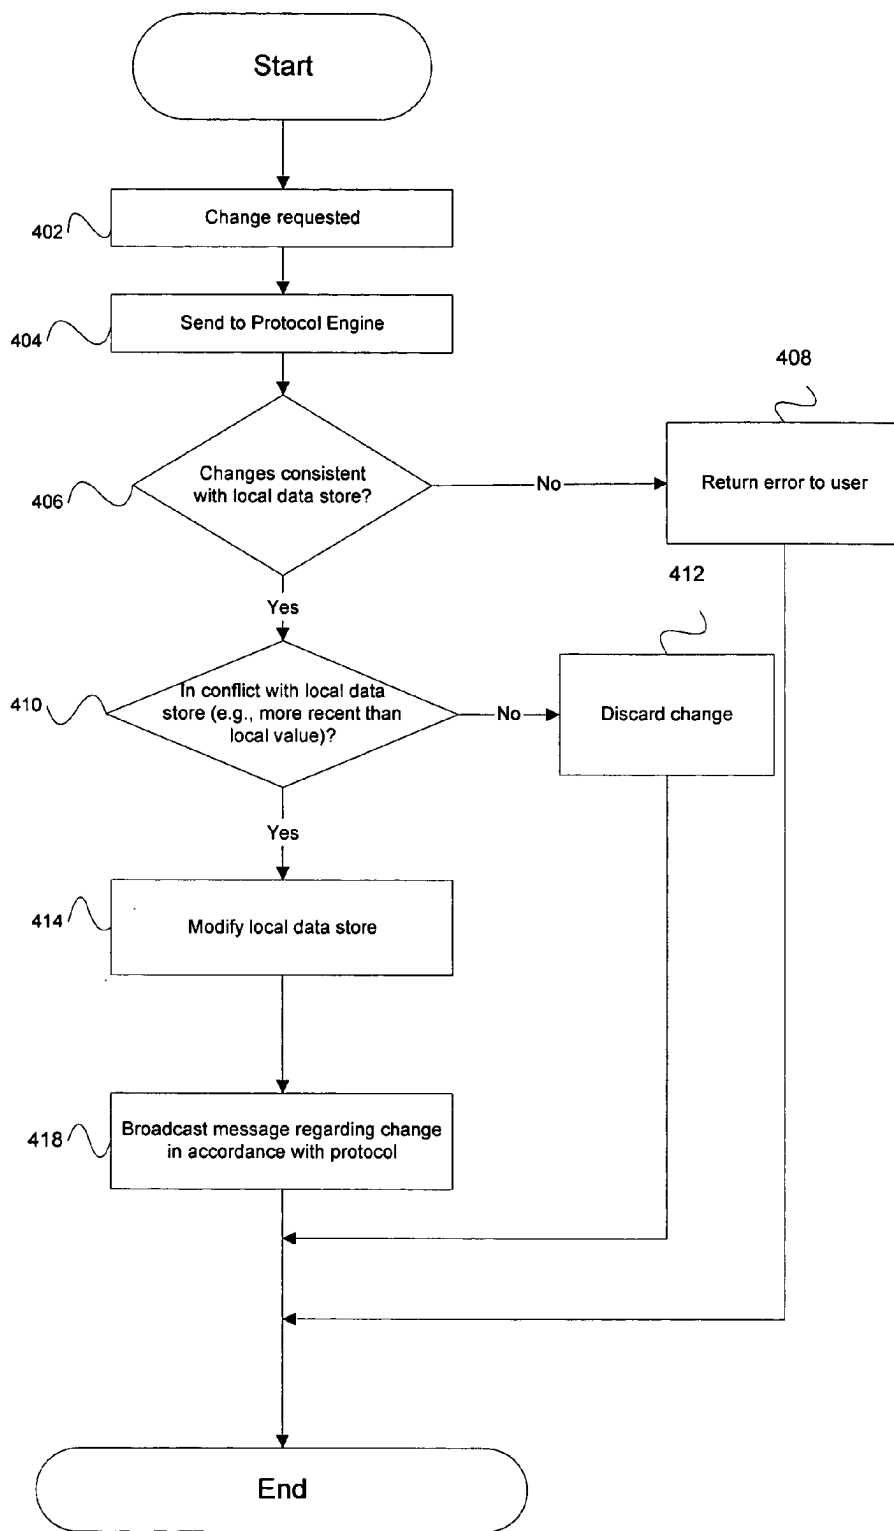 Start
Change requested
402
Send to Protocol Engine
404
408
Changes consistent
with local data store?
406
No
Return error to user
412
Yes
In conflict with local data
store (e.g., more recent than
local value)?
410
No
Discard change
Yes
Modify local data store
414
Broadcast message regarding change
in accordance with protocol
418
End